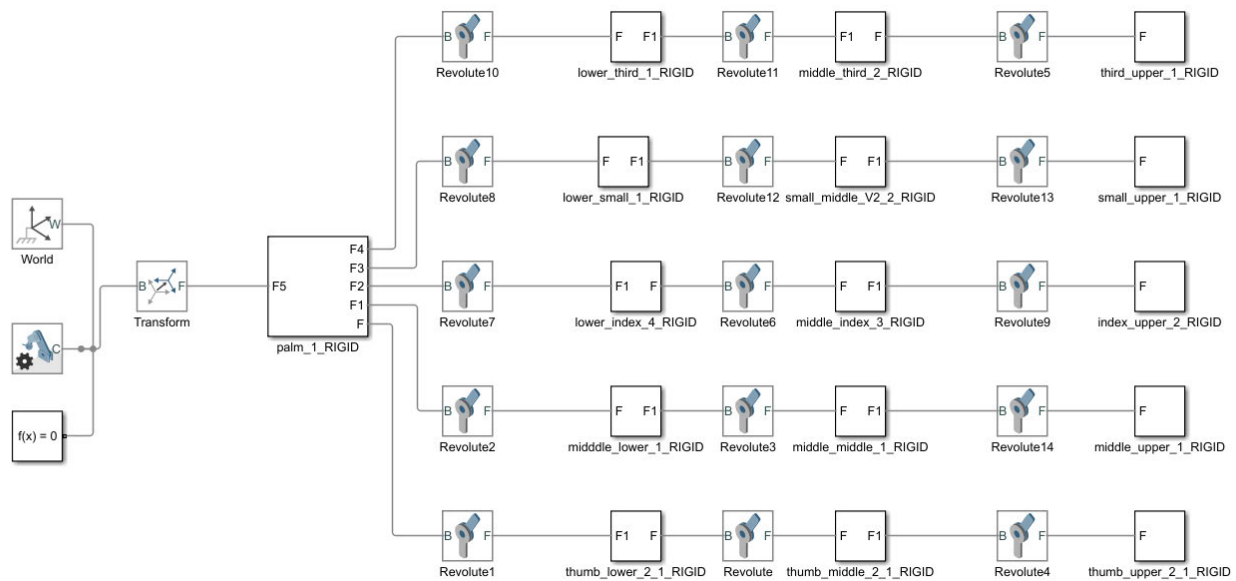 B F F F1 B F F1 F B F F
Revolute10 lower_third_1_RIGID Revolute11 middle_third_2_RIGID Revolute5 third_upper_1_RIGID
B F F F1 B F F F1 B F F
Revolute8 lower_small_1_RIGID Revolute12 small_middle_V2_2_RIGID Revolute13 small_upper_1_RIGID
W
World
F4
F3
B F F5 F2 B F F1 F B F F F1 B F F
F1
Transform Revolute7 lower_index_4_RIGID Revolute6 middle_index_3_RIGID Revolute9 index_upper_2_RIGID
F
palm_1_RIGID
C
B F F F1 B F F F1 B F F
f(x) = 0
Revolute2 midddle_lower_1_RIGID Revolute3 middle_middle_1_RIGID Revolute14 middle_upper_1_RIGID
B F F1 F B F F F1 B F F
Revolute1 thumb_lower_2_1_RIGID Revolute thumb_middle_2_1_RIGID Revolute4 thumb_upper_2_1_RIGID